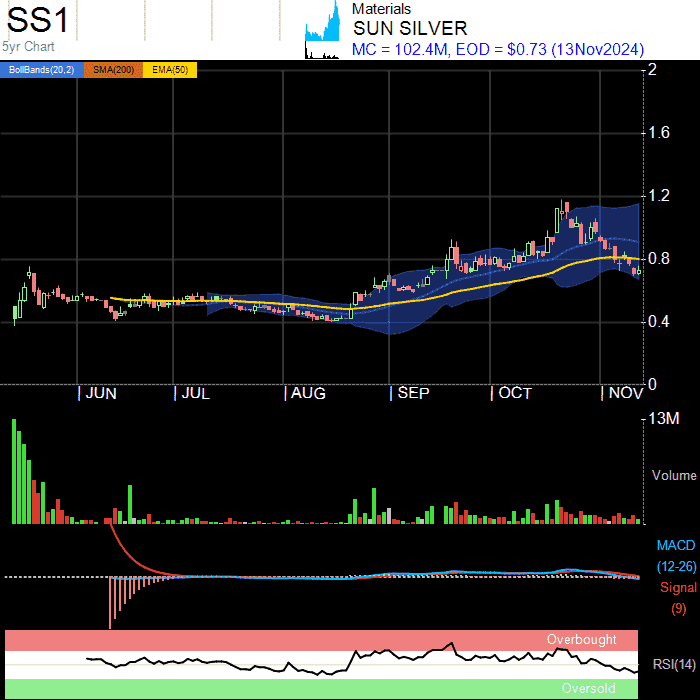 SS1
5yr Chart
Materials
SUN SILVER
MC = 102.4M, EOD = $0.73 (13Nov2024)
BollBands(20,2) SMA(200) EMA(50)
2
1.6
1.2
0.8
0.4
0
| JUN | JUL | AUG | SEP | OCT | NOV
13M
Volume
MACD
(12-26)
Signal
(9)
Overbought
RSI(14)
Oversold